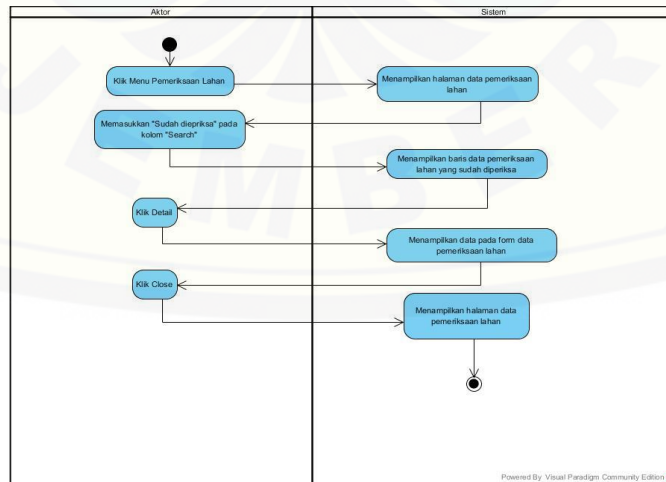 Aktor
Sistem
Klik Menu Pemeriksaan Lahan
Menampilkan halaman data pemeriksaan
lahan
Memasukkan "Sudah diepriksa" pada
kolom "Search"
Menampilkan baris data pemeriksaan
lahan yang sudah diperiksa
Klik Detail
Menampilkan data pada form data
pemeriksaan lahan
Klik Close
Menampilkan halaman data
pemeriksaan lahan
JEMBER
Powered By Visual Paradigm Community Edition